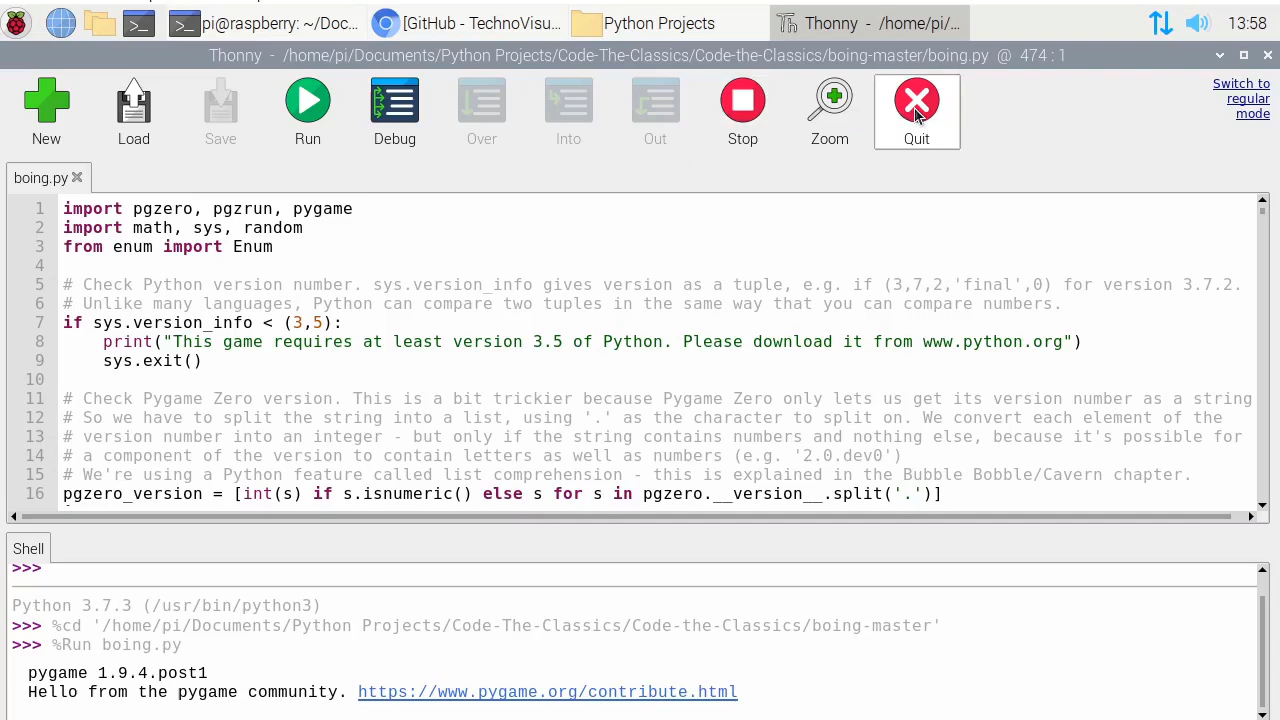 pi@raspberry: ~/Doc...
[GitHub - TechnoVisu...
Python Projects
Thonny - /home/pi/...
13:58
Thonny - /home/pi/Documents/Python Projects/Code-The-Classics/Code-the-Classics/boing-master/boing.py @ 474 : 1
New
Load
Save
Run
Debug
Over
Into
Out
Stop
Zoom
Quit
Switch to
regular
mode
boing.py
1 import pgzero, pgzrun, pygame
2 import math, sys, random
3 from enum import Enum
4
5 # Check Python version number. sys.version_info gives version as a tuple, e.g. if (3,7,2,'final',0) for version 3.7.2.
6 # Unlike many languages, Python can compare two tuples in the same way that you can compare numbers.
7 if sys.version_info < (3,5):
8     print("This game requires at least version 3.5 of Python. Please download it from www.python.org")
9     sys.exit()
10
11 # Check Pygame Zero version. This is a bit trickier because Pygame Zero only lets us get its version number as a string
12 # So we have to split the string into a list, using '.' as the character to split on. We convert each element of the
13 # version number into an integer - but only if the string contains numbers and nothing else, because it's possible for
14 # a component of the version to contain letters as well as numbers (e.g. '2.0.dev0')
15 # We're using a Python feature called list comprehension - this is explained in the Bubble Bobble/Cavern chapter.
16 pgzero_version = [int(s) if s.isnumeric() else s for s in pgzero.__version__.split('.')]
Shell
>>>
Python 3.7.3 (/usr/bin/python3)
>>> %cd '/home/pi/Documents/Python Projects/Code-The-Classics/Code-the-Classics/boing-master'
>>> %Run boing.py
pygame 1.9.4.post1
Hello from the pygame community. https://www.pygame.org/contribute.html